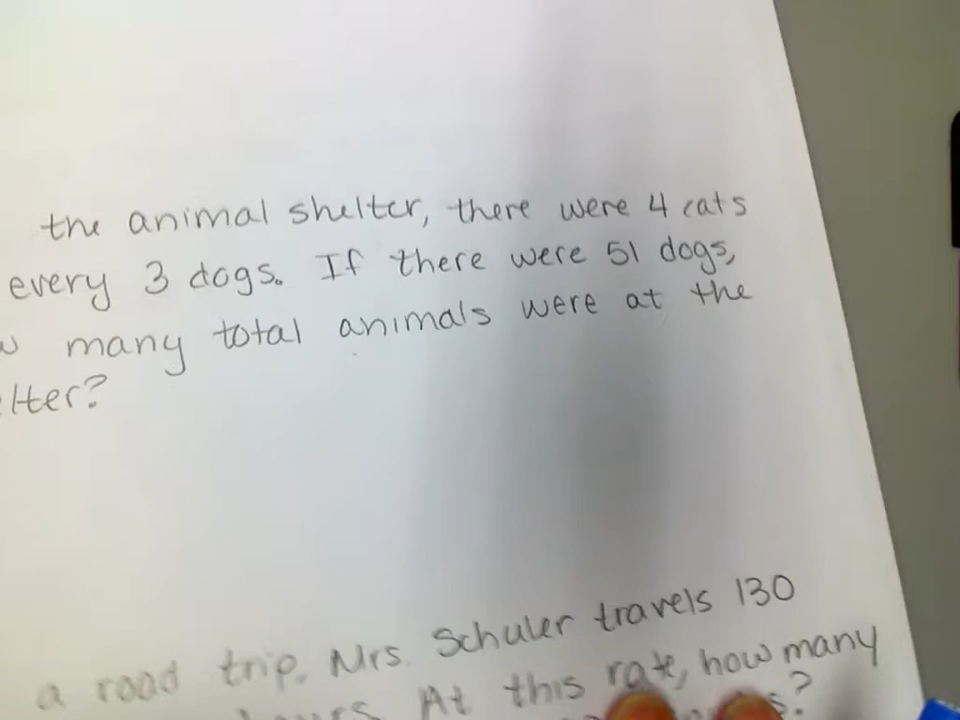 the animal shelter, there were 4 cats
every 3 dogs. If there were 51 dogs,
many total animals were at the
lter?
a road trip, Mrs. Schuler travels 130
At this rate, how many